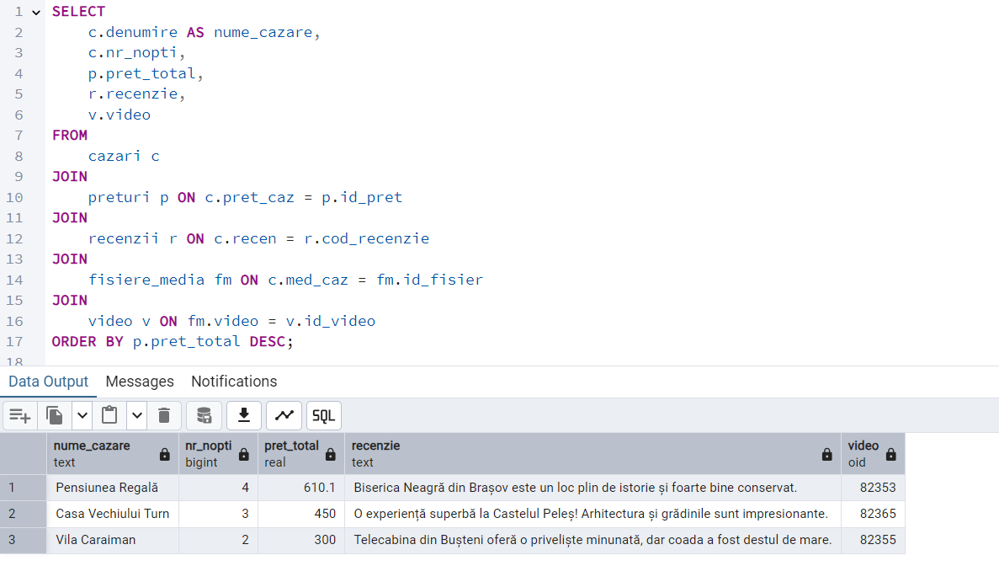 1 SELECT
2 c.denumire AS nume_cazare,
3 c.nr_nopti,
4 p.pret_total,
5 r.recenzie,
6 v.video
7 FROM
8 cazari c
9 JOIN
10 preturi p ON c.pret_caz = p.id_pret
11 JOIN
12 recenzii r ON c.recen = r.cod_recenzie
13 JOIN
14 fisiere_media fm ON c.med_caz = fm.id_fisier
15 JOIN
16 video v ON fm.video = v.id_video
17 ORDER BY p.pret_total DESC;
18
Data Output Messages Notifications
SQL
nume_cazare nr_nopti pret_total recenzie video
text bigint real text oid
1 Pensiunea Regală 4 610.1 Biserica Neagră din Brașov este un loc plin de istorie și foarte bine conservat. 82353
2 Casa Vechiului Turn 3 450 O experiență superbă la Castelul Peleș! Arhitectura și grădinile sunt impresionante. 82365
3 Vila Caraiman 2 300 Telecabina din Bușteni oferă o priveliște minunată, dar coada a fost destul de mare. 82355